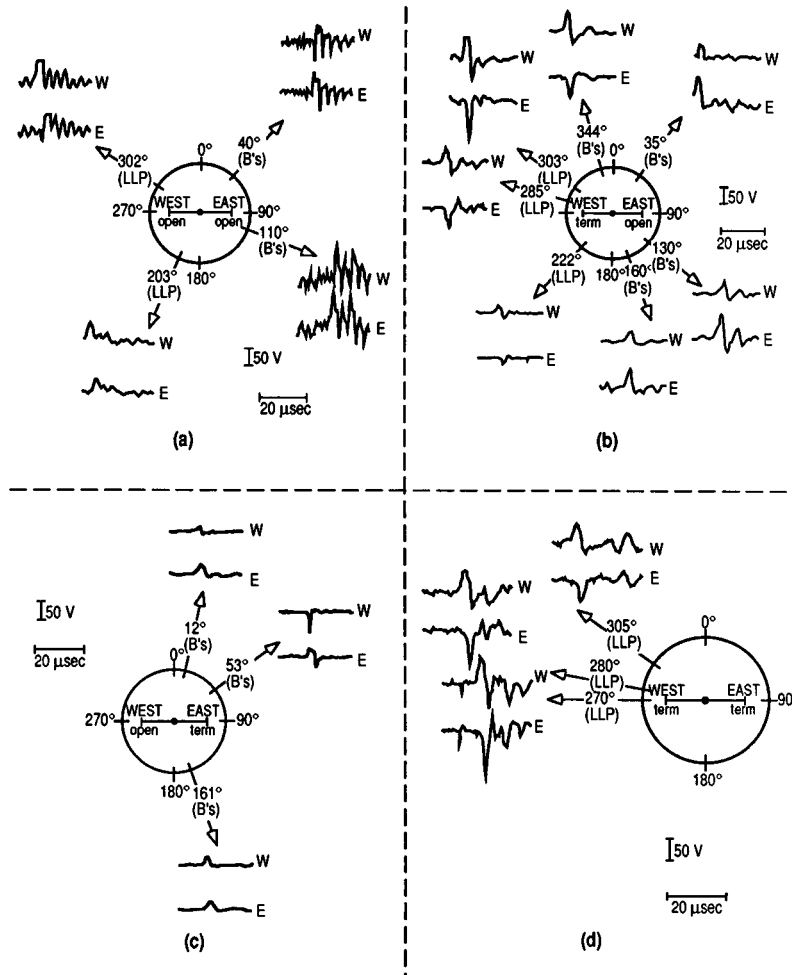 W
E
302°
(LLP)
W
E
40°
(B's)
0°
WEST
open
EAST
open
270°
90°
110°
(B's)
203°
(LLP)
180°
W
E
W
E
50 V
20 μsec
(a)
W
E
W
E
W
E
W
E
344°
(B's)
0°
35°
(B's)
303°
(LLP)
285°
(LLP)
WEST
term
EAST
open
90°
50 V
20 μsec
222°
(LLP)
180°
160°
(B's)
130°
(B's)
W
E
W
E
W
E
(b)
W
E
50 V
20 μsec
12°
(B's)
0°
53°
(B's)
W
E
WEST
open
EAST
term
270°
90°
180°
161°
(B's)
W
E
(c)
W
E
W
E
W
E
305°
(LLP)
0°
280°
(LLP)
270°
(LLP)
WEST
term
EAST
term
90
180°
50 V
20 μsec
(d)